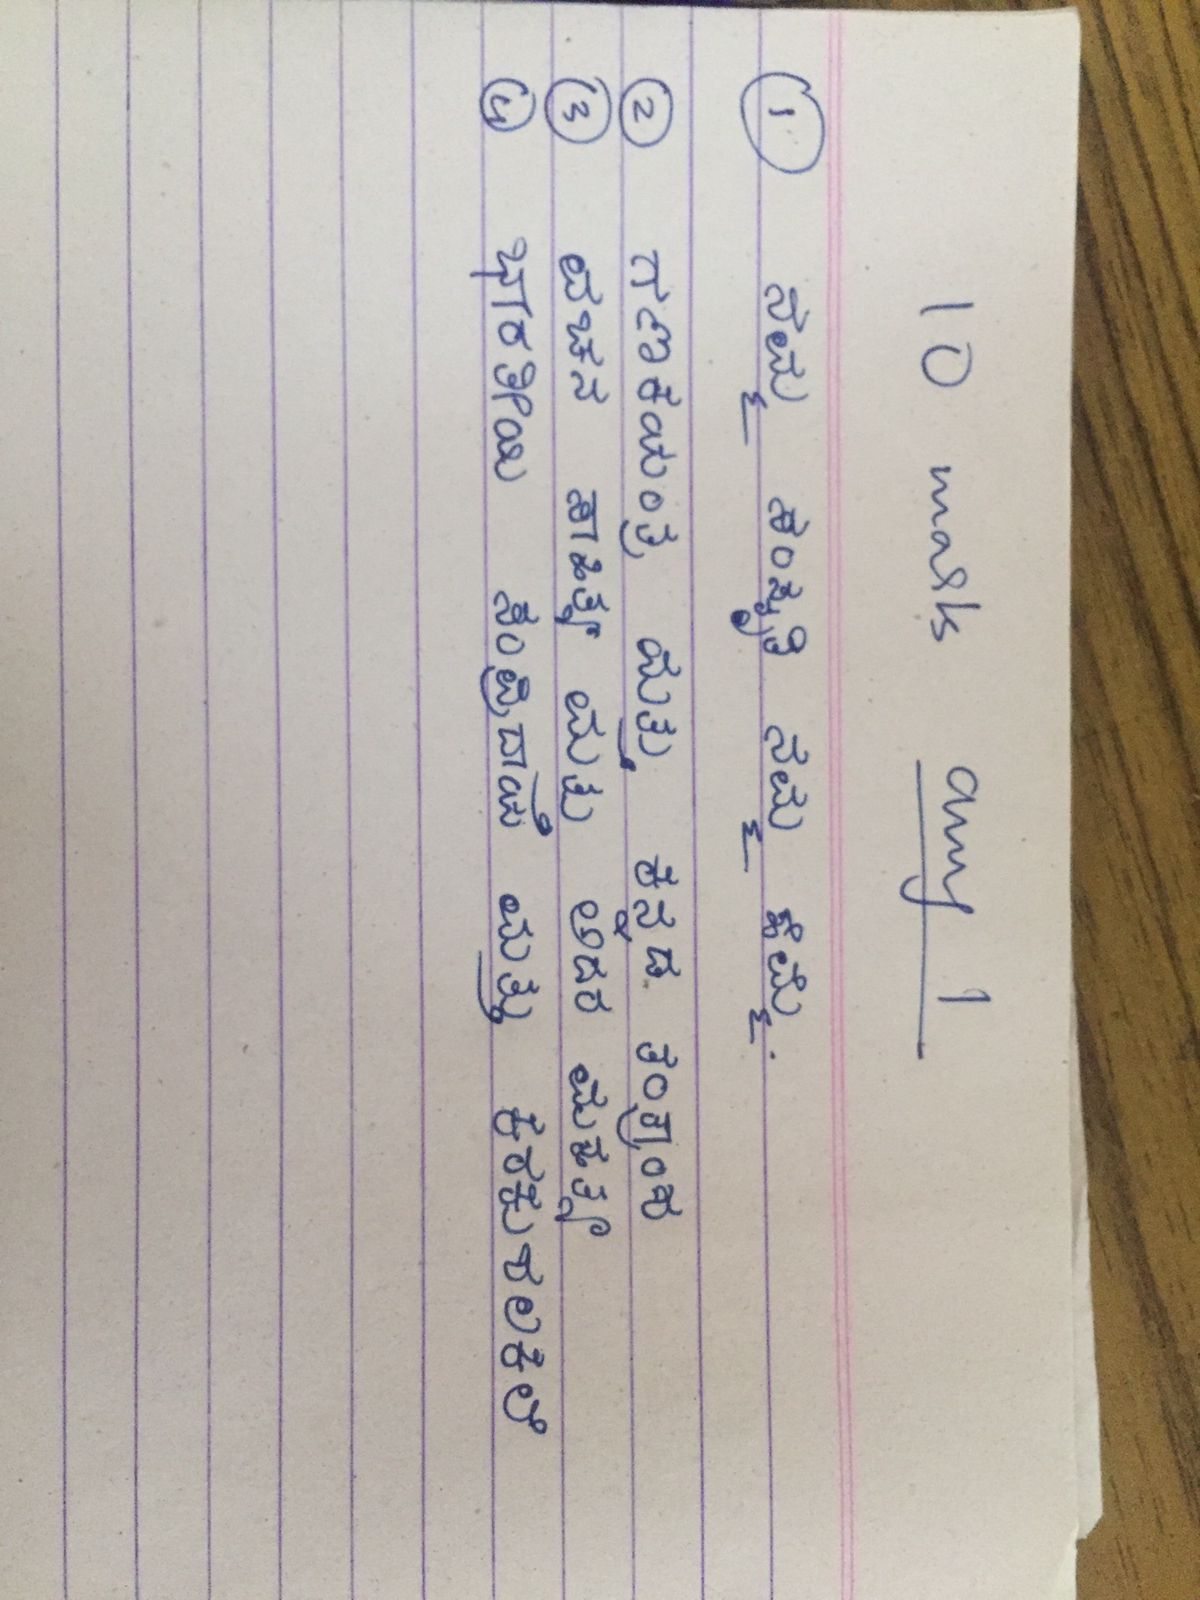 10 marks any 1
1 ನಮ್ಮ ಸಂಸ್ಕೃತಿ ನಮ್ಮ ಹೆಮ್ಮೆ.
2 ಗಣಕಯಂತ್ರ ಮತ್ತು ಕನ್ನಡ ತಂತ್ರಾಂಶ
3 ವಚನ ಸಾಹಿತ್ಯ ಮತ್ತು ಅದರ ಮಹತ್ವ
4 ಭಾರತೀಯ ಸಂಪ್ರದಾಯ ಮತ್ತು ಕರಕುಶಲಕಲೆ